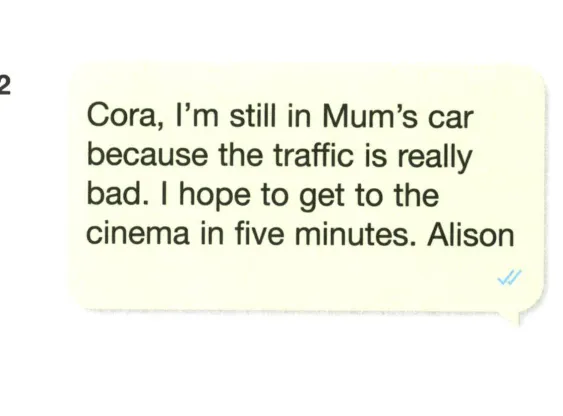 2
Cora, I'm still in Mum's car
because the traffic is really
bad. I hope to get to the
cinema in five minutes. Alison